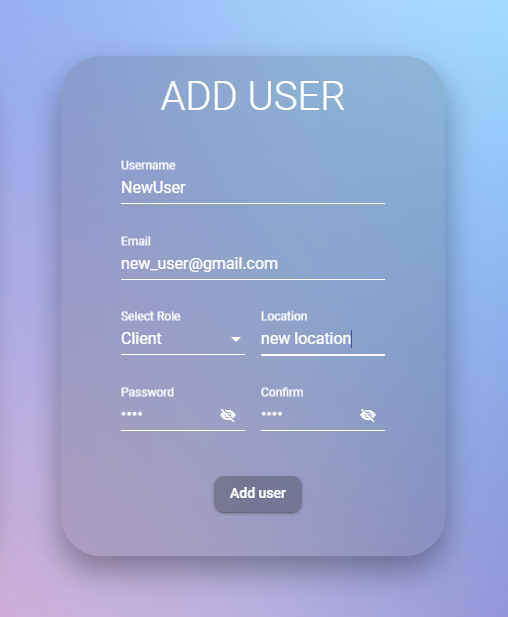 ADD USER
Username
NewUser
Email
new_user@gmail.com
Select Role Location
Client new location
Password Confirm
•••• ••••
Add user